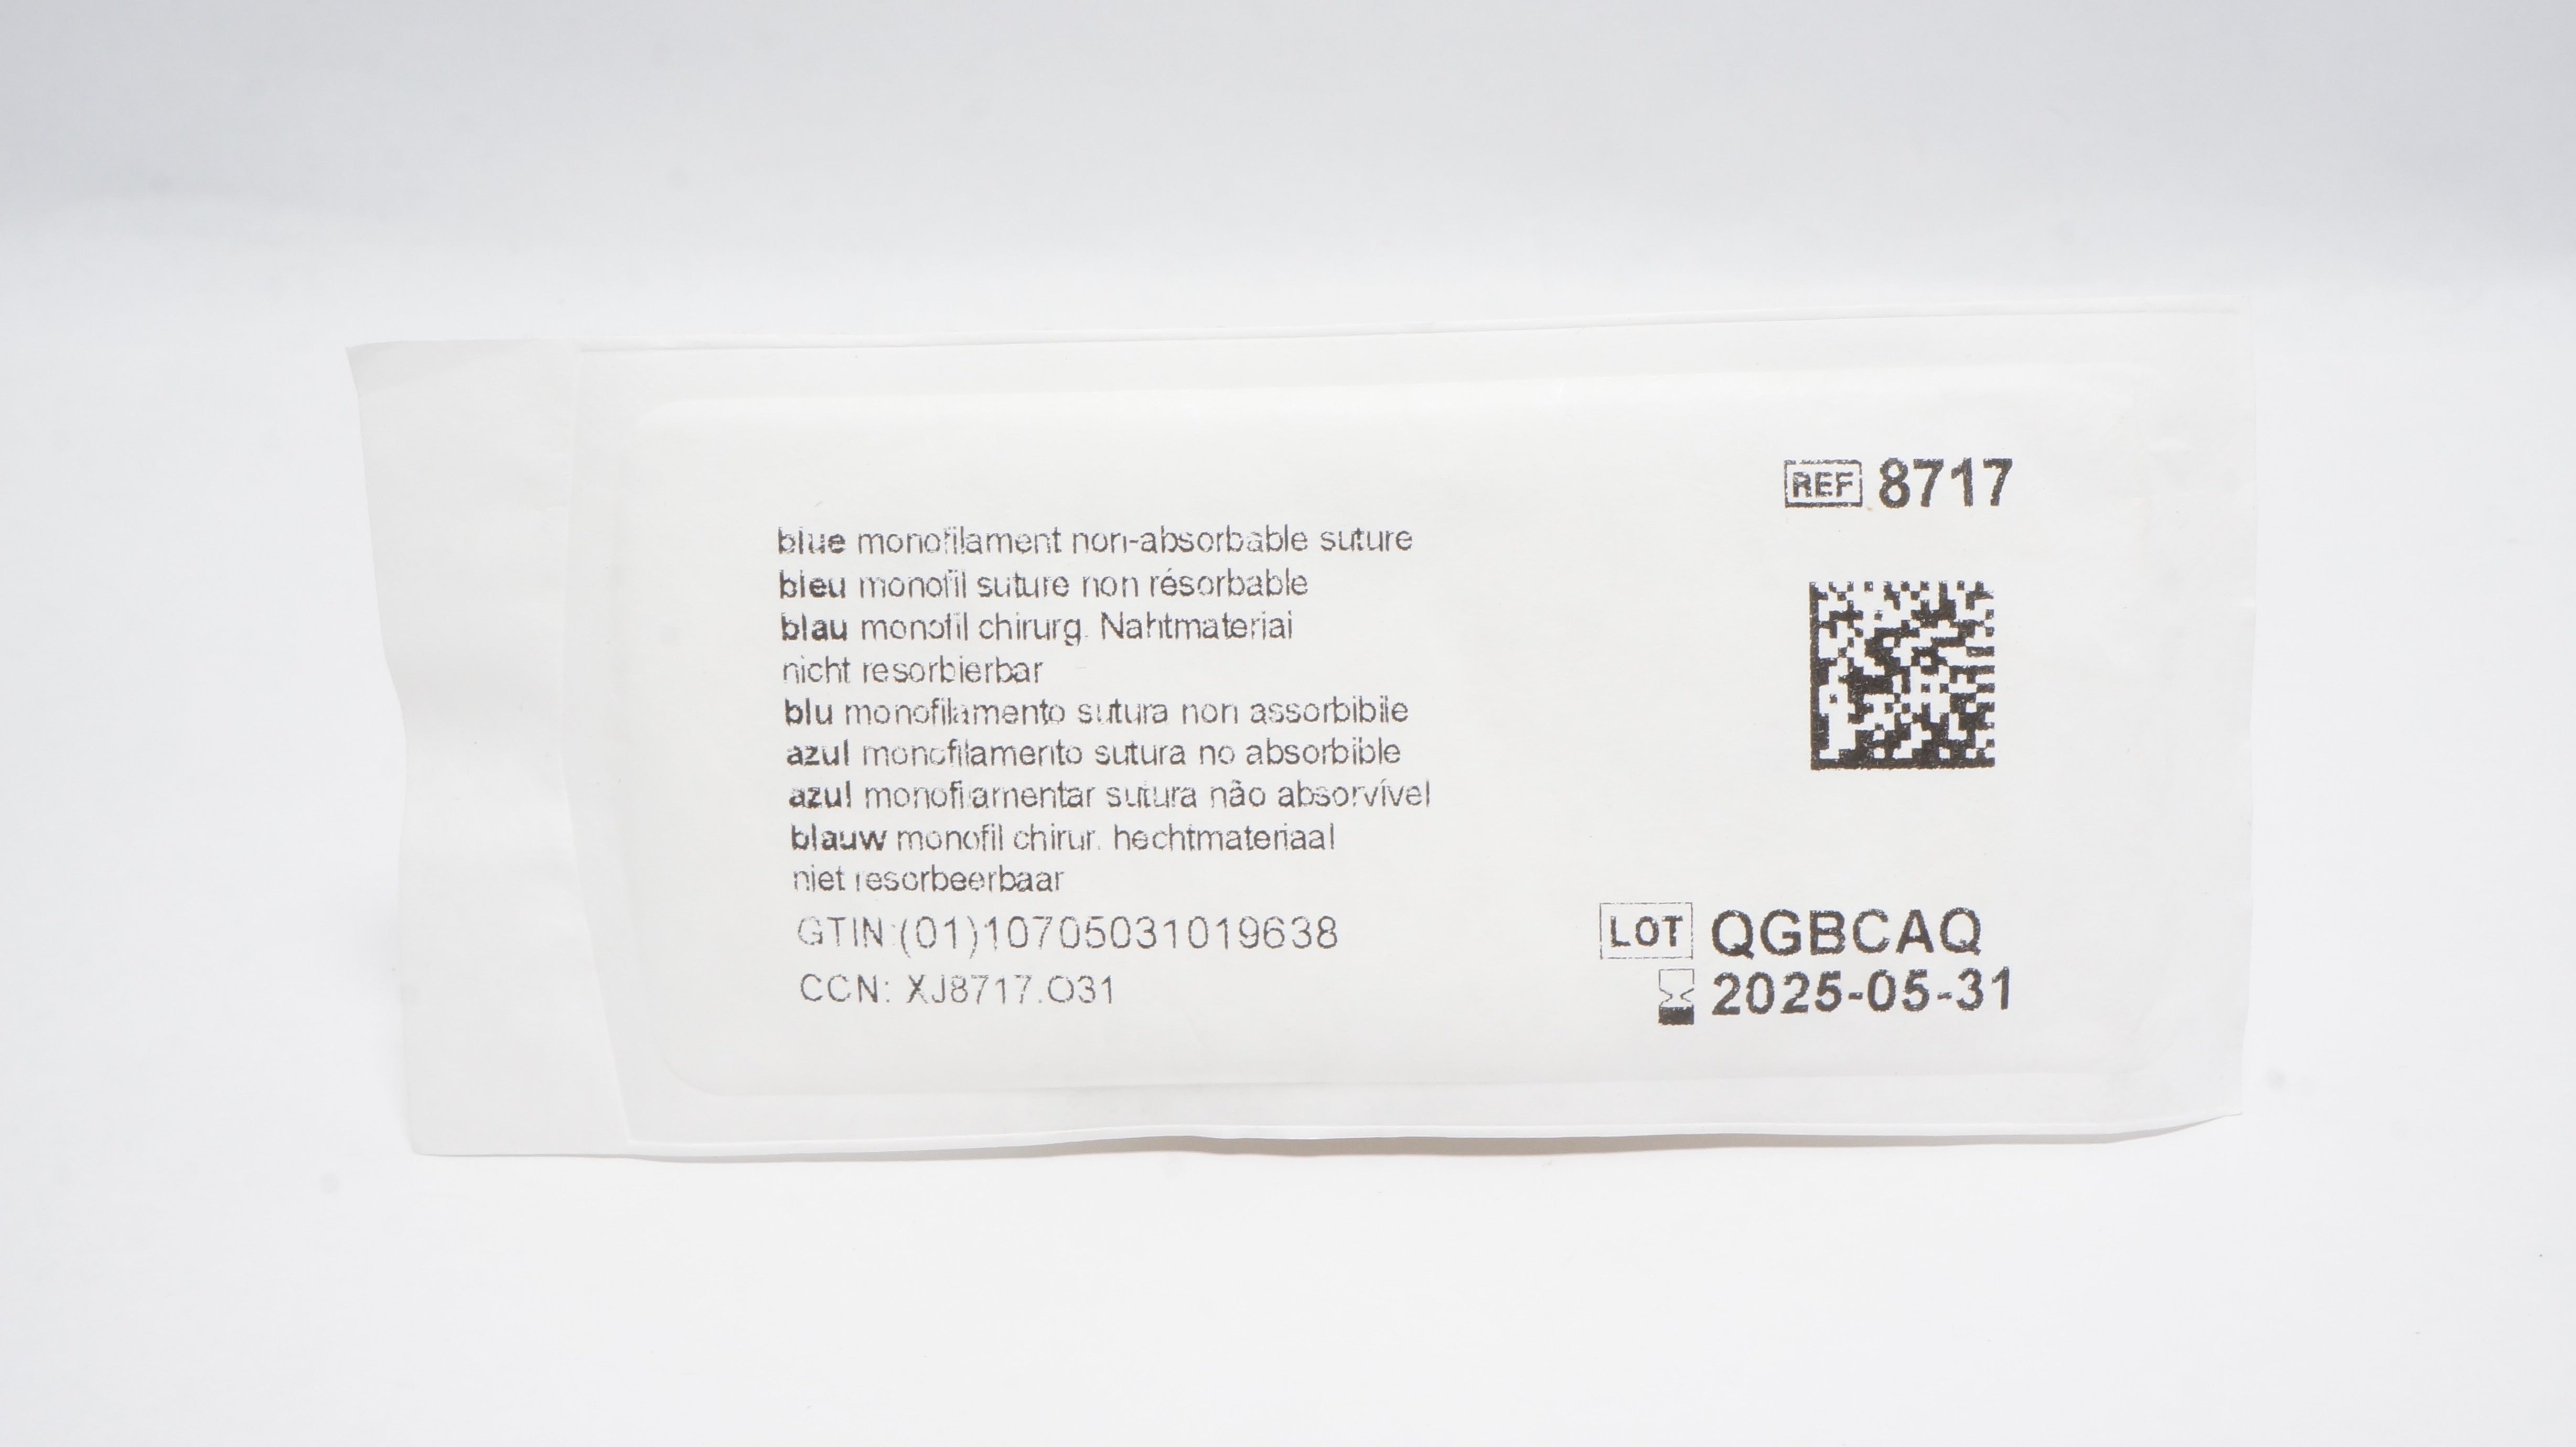 REF 8717
blue monofilament non-absorbable suture
bleu monofil suture non résorbable
blau monofil chirurg. Nahtmaterial
nicht resorbierbar
blu monofilamento sutura non assorbibile
azul monofilamento sutura no absorbible
azul monofilamentar sutura não absorvível
blauw monofil chirur. hechtmateriaal
niet resorbeerbaar
GTIN:(01)10705031019638
CCN: XJ8717.O31
LOT QGBCAQ
2025-05-31